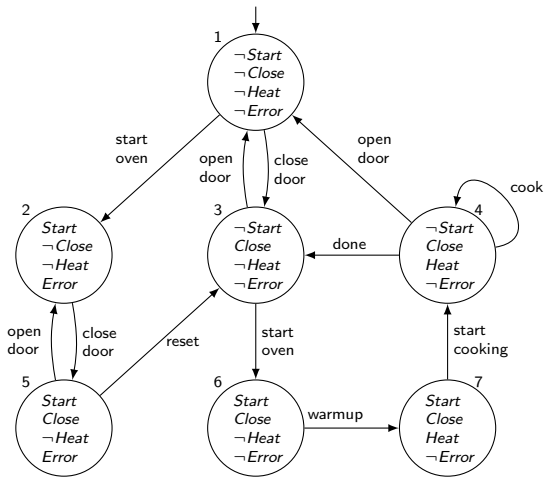 1
¬Start
¬Close
¬Heat
¬Error
start
oven
open
door
close
door
open
door
cook
2
Start
¬Close
¬Heat
Error
3
¬Start
Close
¬Heat
¬Error
done
4
¬Start
Close
Heat
¬Error
open
door
close
door
reset
start
oven
start
cooking
5
Start
Close
¬Heat
Error
6
Start
Close
¬Heat
¬Error
warmup
7
Start
Close
Heat
¬Error